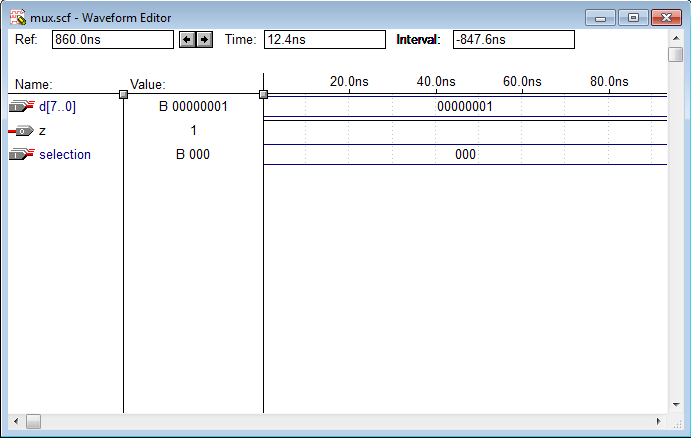 mux.scf - Waveform Editor
Ref: 860.0ns Time: 12.4ns Interval: -847.6ns
Name: Value: 20.0ns 40.0ns 60.0ns 80.0ns
d[7..0] B 00000001 00000001
z 1
selection B 000 000